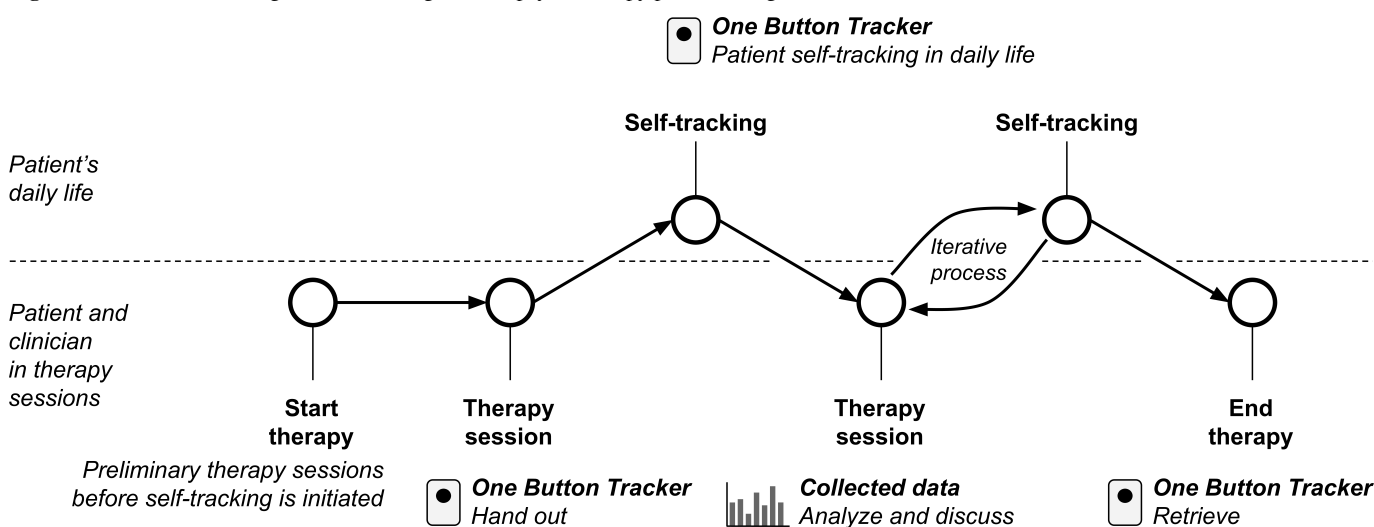 One Button Tracker
Patient self-tracking in daily life
Self-tracking
Self-tracking
Patient's
daily life
Iterative
process
Patient and
clinician
in therapy
sessions
Start
therapy
Therapy
session
Therapy
session
End
therapy
Preliminary therapy sessions
before self-tracking is initiated
One Button Tracker
Hand out
Collected data
Analyze and discuss
One Button Tracker
Retrieve